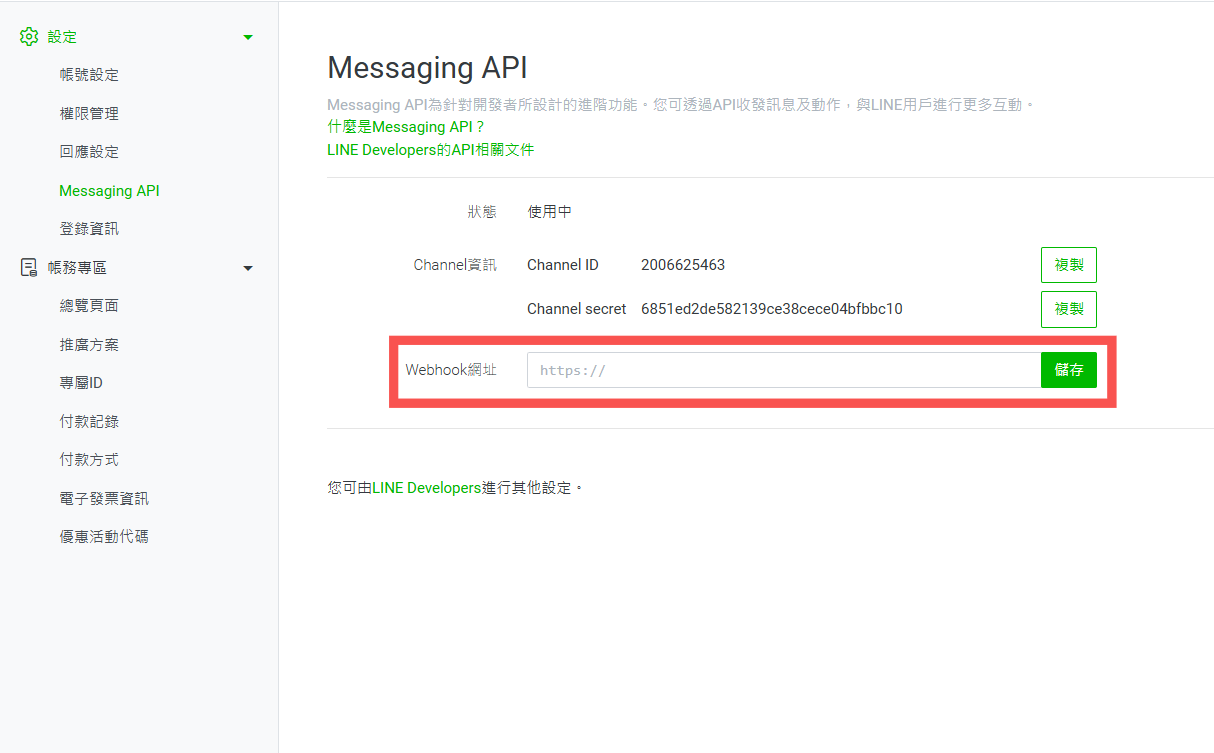 設定
帳號設定
權限管理
回應設定
Messaging API
登錄資訊
帳務專區
總覽頁面
推廣方案
專屬ID
付款記錄
付款方式
電子發票資訊
優惠活動代碼
Messaging API
Messaging API為針對開發者所設計的進階功能。您可透過API收發訊息及動作，與LINE用戶進行更多互動。
什麼是Messaging API？
LINE Developers的API相關文件
狀態 使用中
Channel資訊 Channel ID 2006625463 複製
Channel secret 6851ed2de582139ce38cece04bfbbc10 複製
Webhook網址 https:// 儲存
您可由LINE Developers進行其他設定。